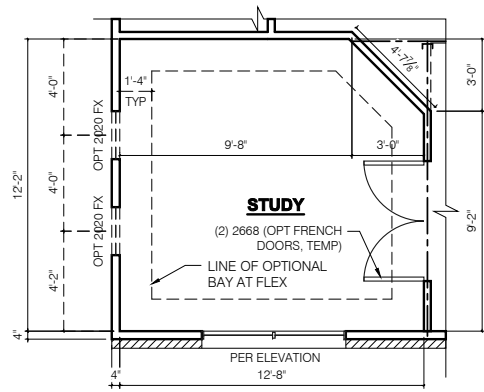 4'-7⅞"
4'-0"
3'-0"
1'-4"
TYP
OPT 2020 FX
9'-8"
3'-0"
12'-2"
4'-0"
STUDY
9'-2"
(2) 2668 (OPT FRENCH
DOORS, TEMP)
OPT 2020 FX
LINE OF OPTIONAL
BAY AT FLEX
4'-2"
4"
PER ELEVATION
4"
12'-8"